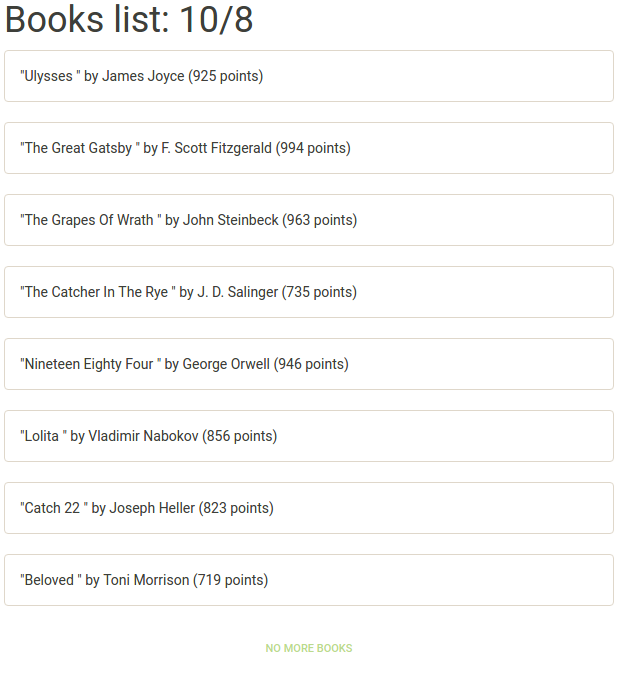 Books list: 10/8
"Ulysses " by James Joyce (925 points)
"The Great Gatsby " by F. Scott Fitzgerald (994 points)
"The Grapes Of Wrath " by John Steinbeck (963 points)
"The Catcher In The Rye " by J. D. Salinger (735 points)
"Nineteen Eighty Four " by George Orwell (946 points)
"Lolita " by Vladimir Nabokov (856 points)
"Catch 22 " by Joseph Heller (823 points)
"Beloved " by Toni Morrison (719 points)
NO MORE BOOKS